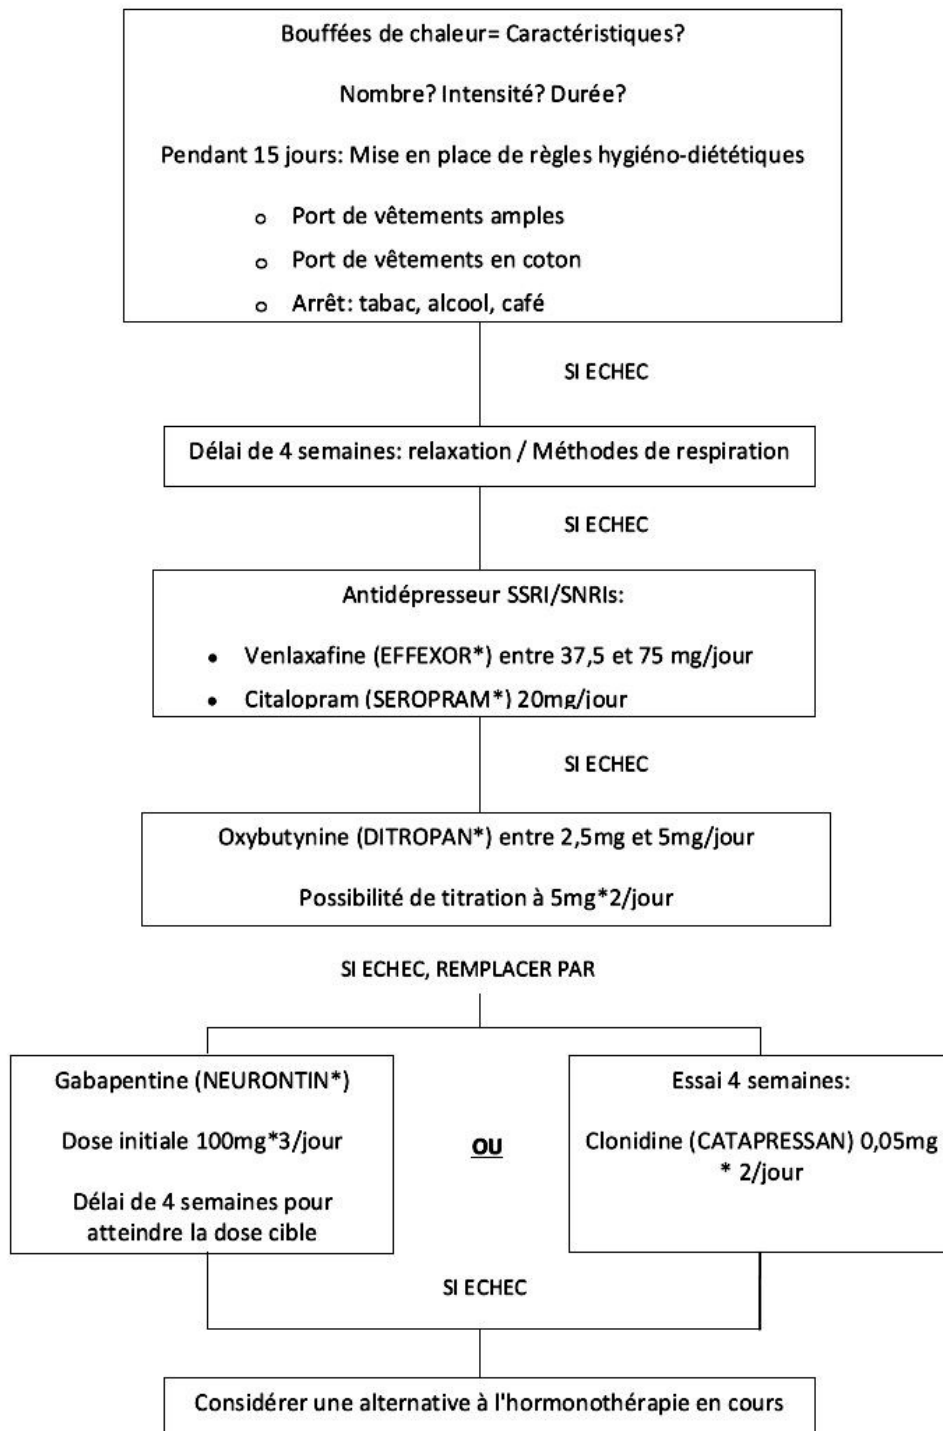 Bouffées de chaleur= Caractéristiques?
Nombre? Intensité? Durée?
Pendant 15 jours: Mise en place de règles hygiéno-diététiques
o Port de vêtements amples
o Port de vêtements en coton
o Arrêt: tabac, alcool, café
SI ECHEC
Délai de 4 semaines: relaxation / Méthodes de respiration
SI ECHEC
Antidépresseur SSRI/SNRIs:
• Venlaxafine (EFFEXOR*) entre 37,5 et 75 mg/jour
• Citalopram (SEROPRAM*) 20mg/jour
SI ECHEC
Oxybutynine (DITROPAN*) entre 2,5mg et 5mg/jour
Possibilité de titration à 5mg*2/jour
SI ECHEC, REMPLACER PAR
Gabapentine (NEURONTIN*)
Dose initiale 100mg*3/jour
Délai de 4 semaines pour
atteindre la dose cible
OU
Essai 4 semaines:
Clonidine (CATAPRESSAN) 0,05mg
* 2/jour
SI ECHEC
Considérer une alternative à l'hormonothérapie en cours